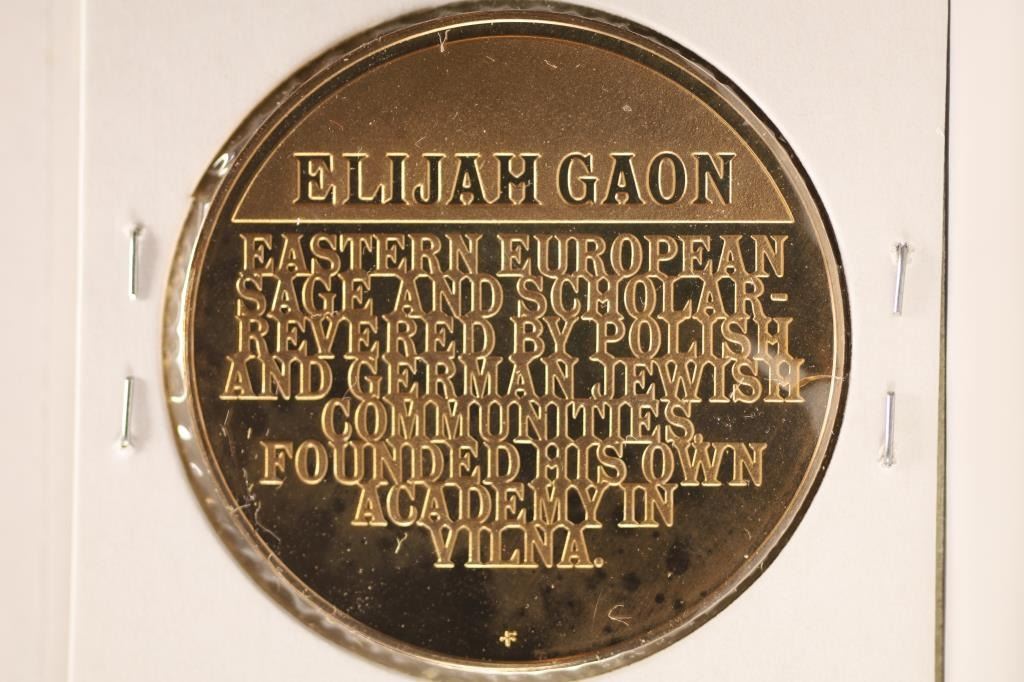 ELIJAH GAON
EASTERN EUROPEAN
SAGE AND SCHOLAR-
REVERED BY POLISH
AND GERMAN JEWISH
COMMUNITIES.
FOUNDED HIS OWN
ACADEMY IN
VILNA.